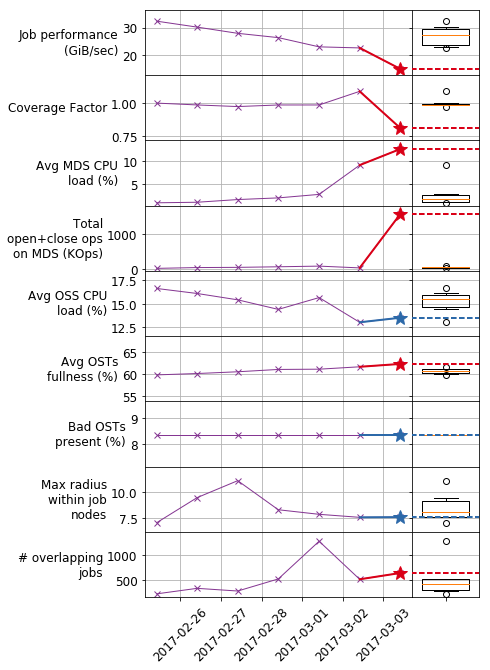 Job performance
(GiB/sec)
30
20
Coverage Factor
1.00
0.75
Avg MDS CPU
load (%)
10
5
Total
open+close ops
on MDS (KOps)
1000
0
Avg OSS CPU
load (%)
17.5
15.0
12.5
Avg OSTs
fullness (%)
65
60
55
Bad OSTs
present (%)
9
8
Max radius
within job
nodes
10.0
7.5
# overlapping
jobs
1000
500
2017-02-26
2017-02-27
2017-02-28
2017-03-01
2017-03-02
2017-03-03